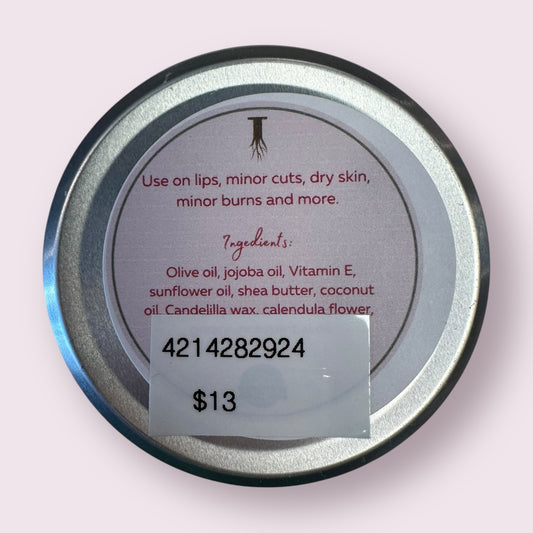 Use on lips, minor cuts, dry skin,
minor burns and more.
Ingredients:
Olive oil, jojoba oil, Vitamin E,
sunflower oil, shea butter, coconut
oil, Candelilla wax, calendula flower,
4214282924
$13